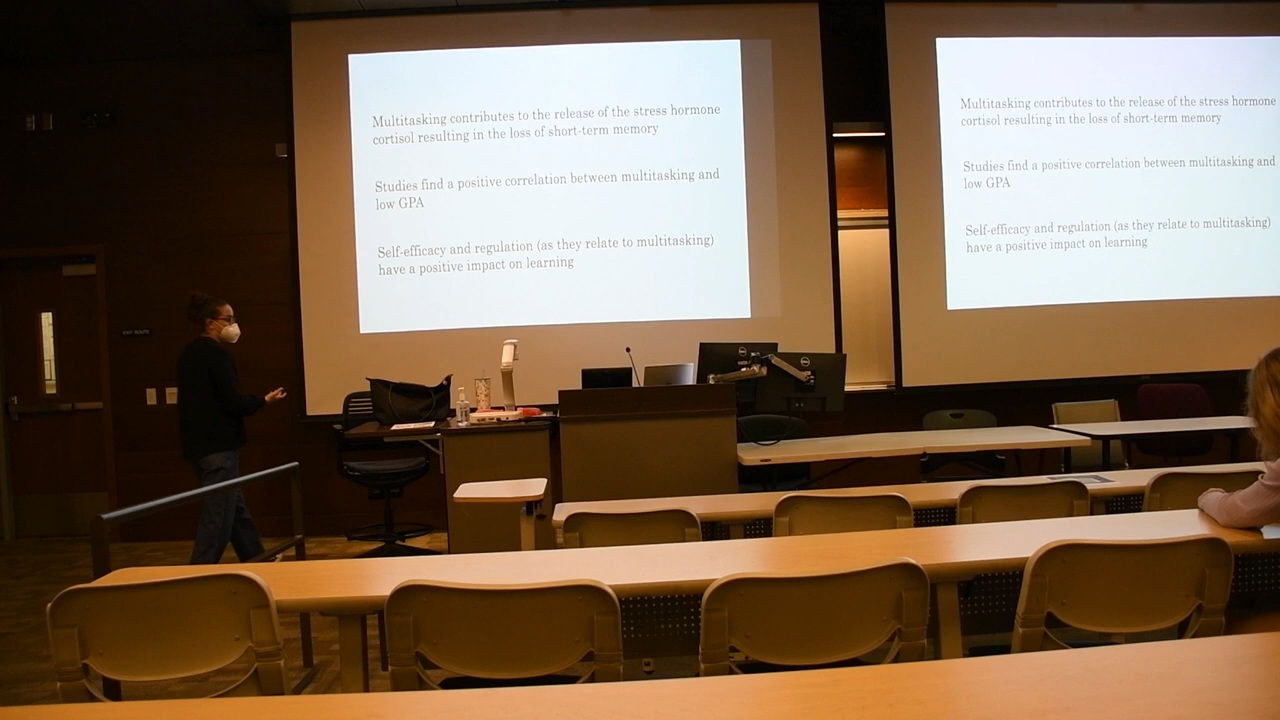 Multitasking contributes to the release of the stress hormone
cortisol resulting in the loss of short-term memory
Studies find a positive correlation between multitasking and
low GPA
Self-efficacy and regulation (as they relate to multitasking)
have a positive impact on learning
Multitasking contributes to the release of the stress hormone
cortisol resulting in the loss of short-term memory
Studies find a positive correlation between multitasking and
low GPA
Self-efficacy and regulation (as they relate to multitasking)
have a positive impact on learning
EXIT ROUTE
DELL
DELL